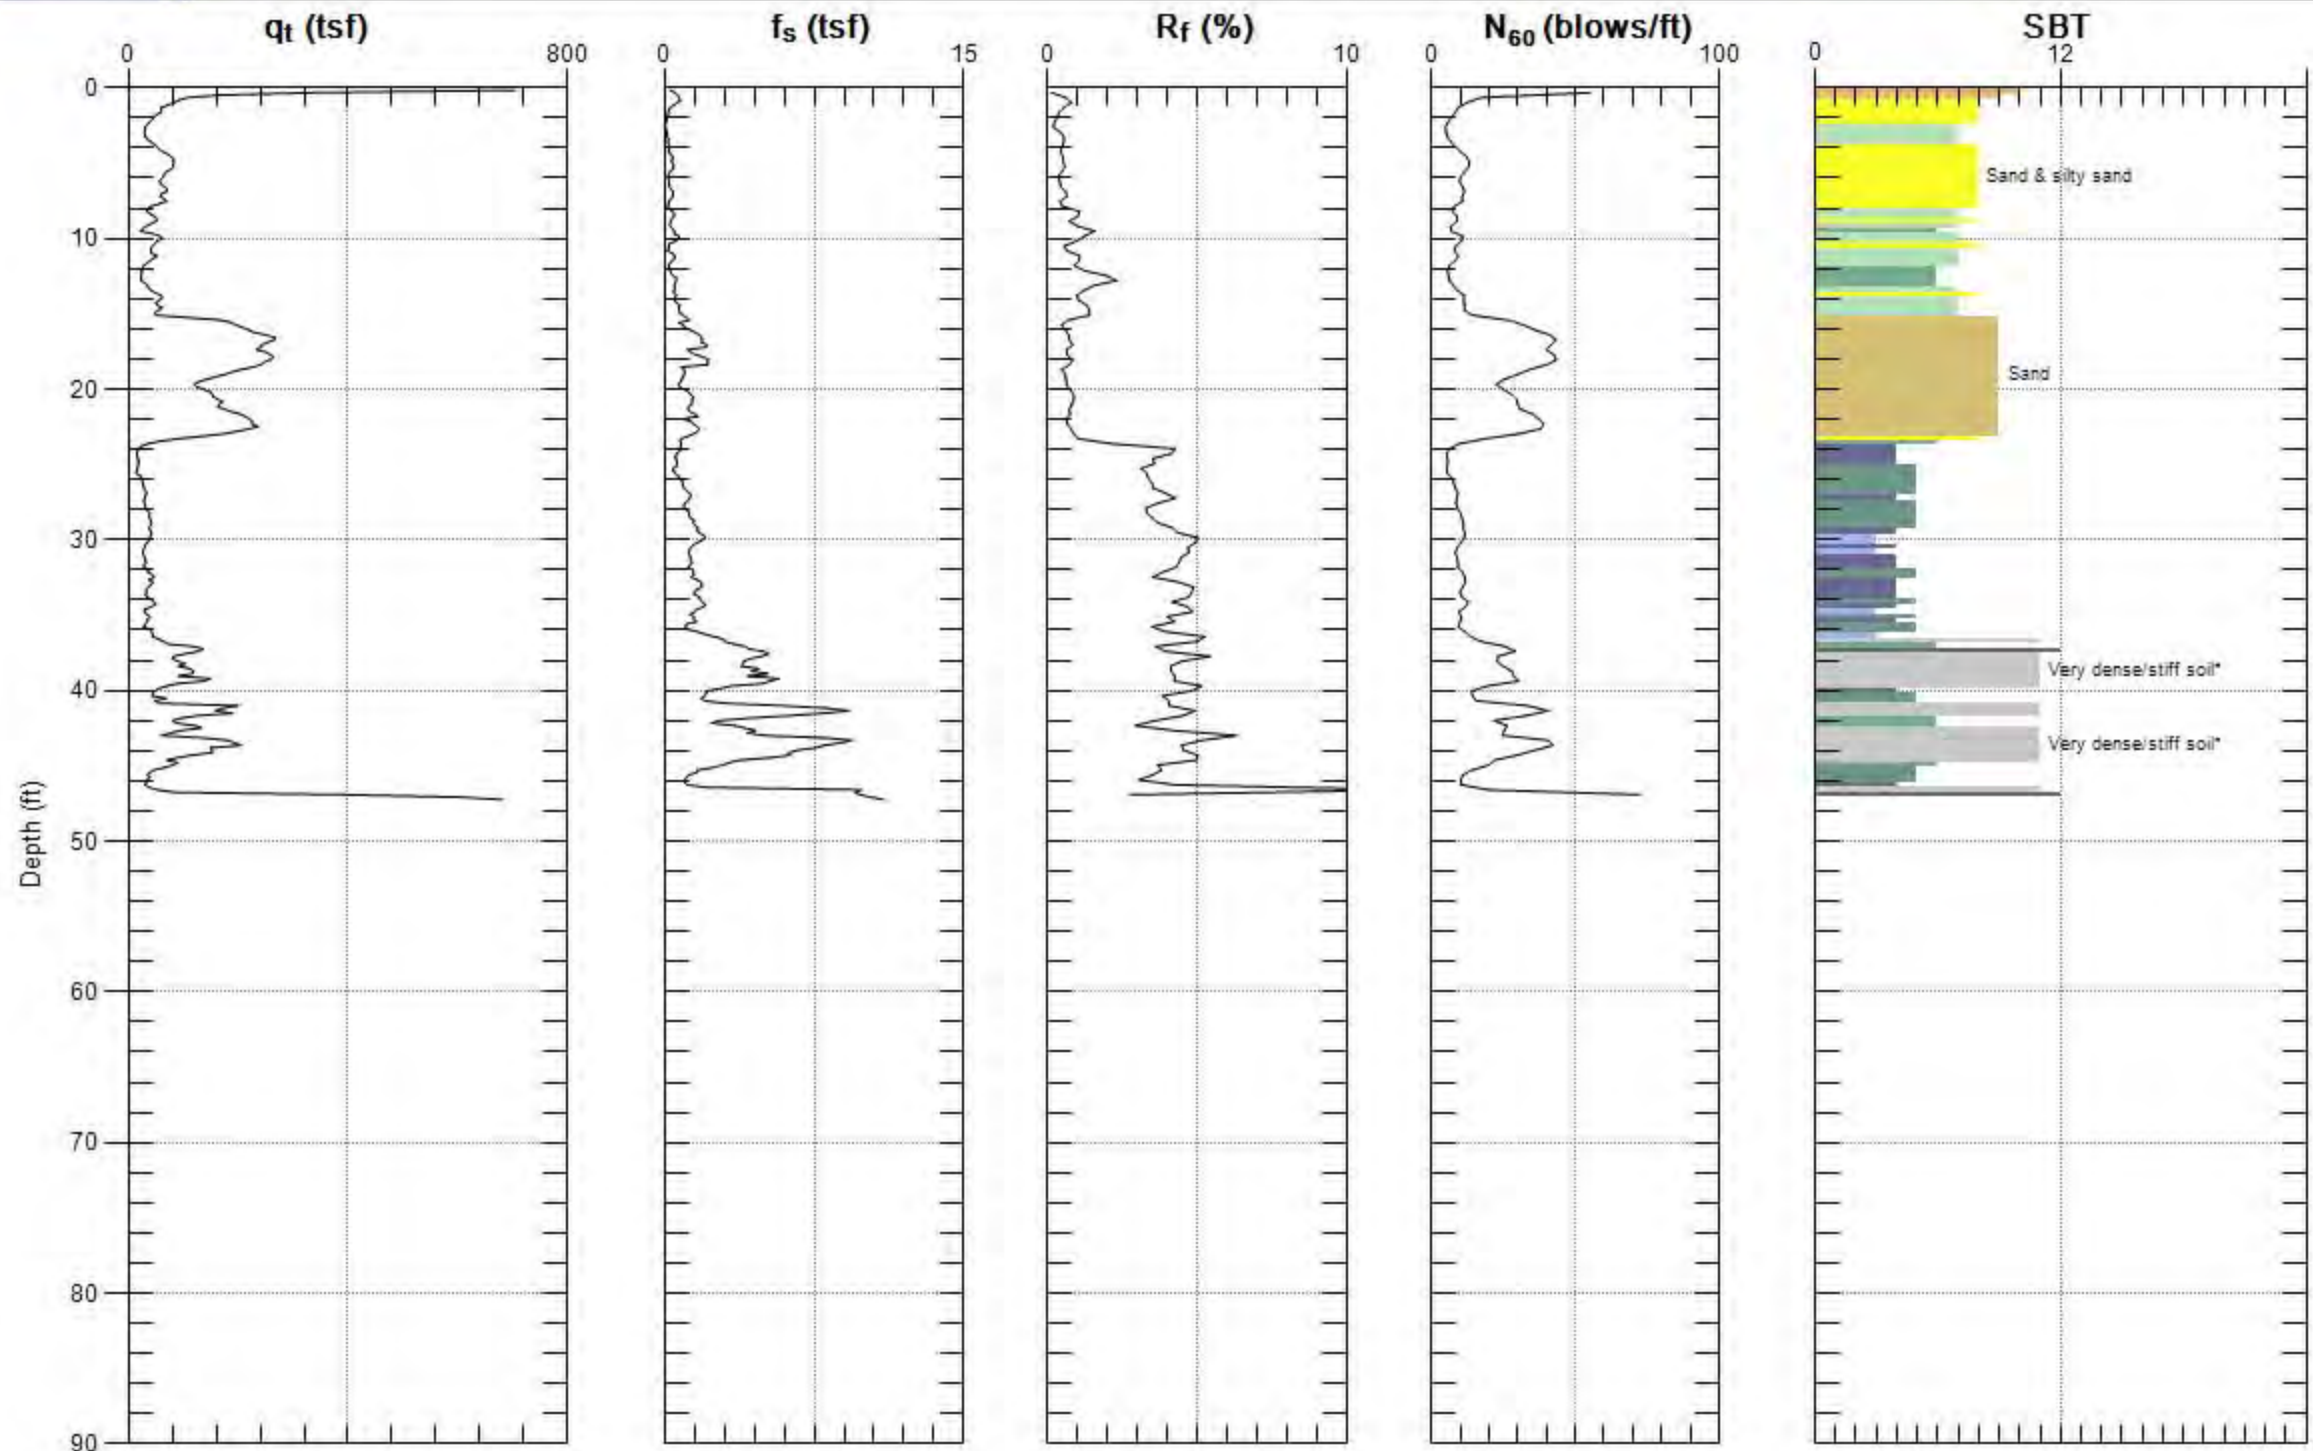 qt (tsf) fs (tsf) Rf (%) N60 (blows/ft) SBT
0 800 0 15 0 10 0 100 0 12
0
Sand & silty sand
10
Sand
20
30
Very dense/stiff soil*
40
Very dense/stiff soil*
Depth (ft)
50
60
70
80
90